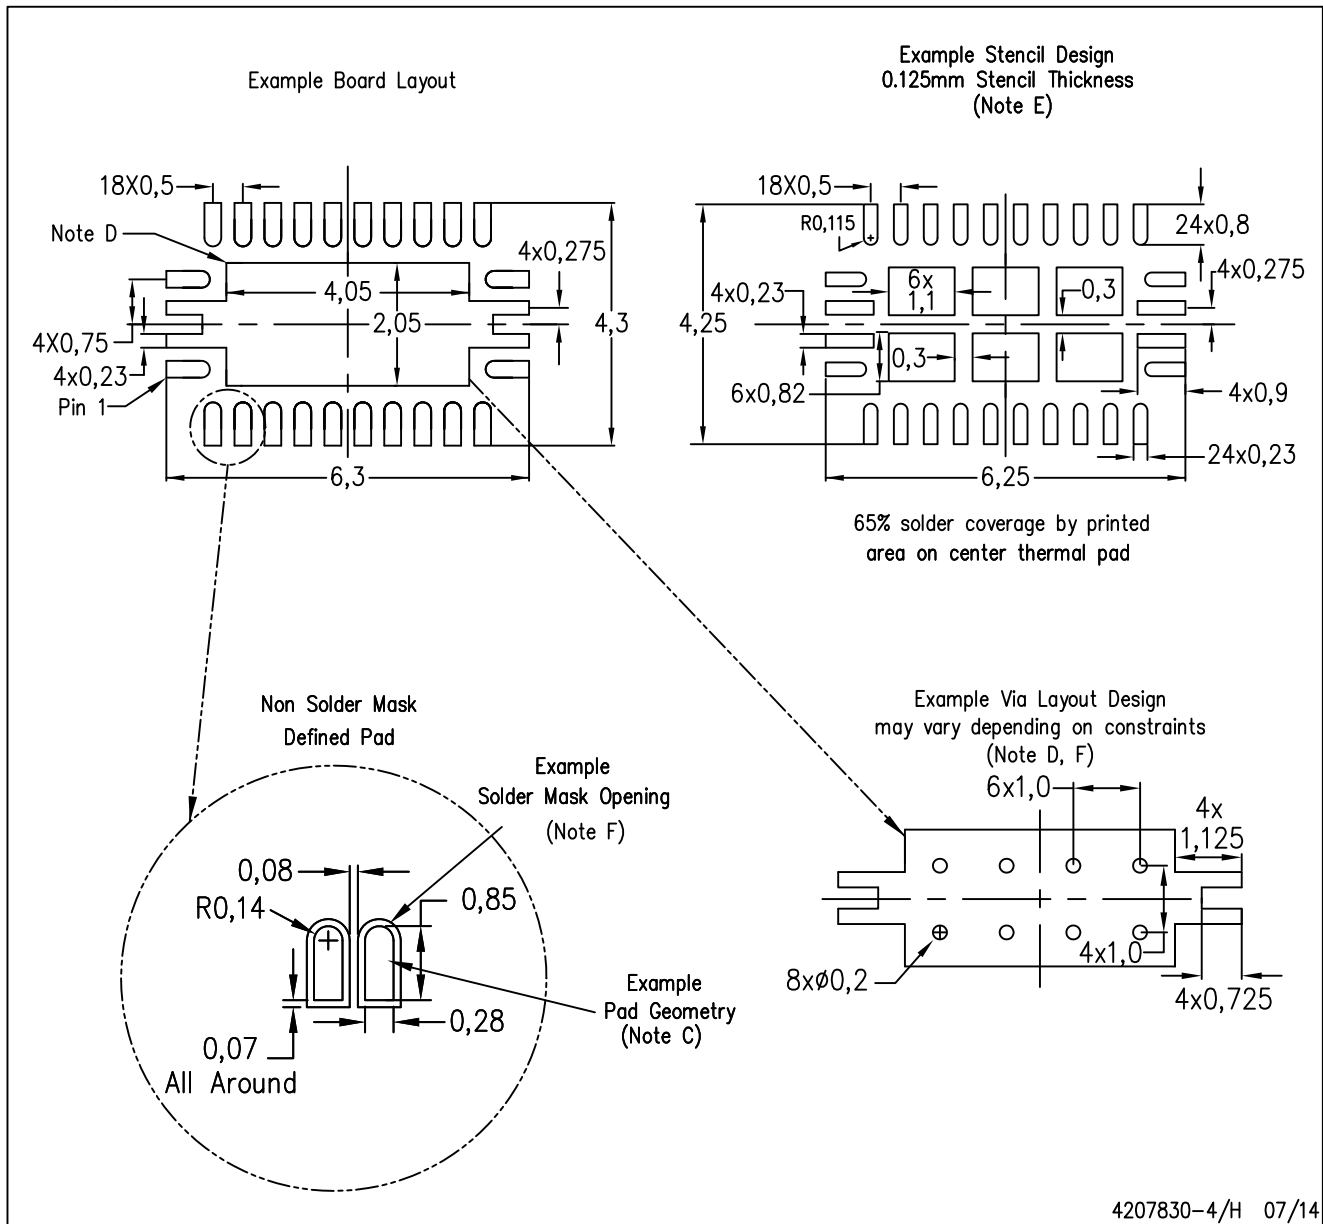 Example Board Layout
18X0,5
Note D
4x0,275
4,05
2,05
4,3
4X0,75
4x0,23
Pin 1
6,3
Example Stencil Design
0.125mm Stencil Thickness
(Note E)
18X0,5
R0,115
24x0,8
6x
1,1
4x0,275
4x0,23
0,3
4,25
0,3
6x0,82
4x0,9
24x0,23
6,25
65% solder coverage by printed
area on center thermal pad
Non Solder Mask
Defined Pad
Example
Solder Mask Opening
(Note F)
0,08
R0,14
0,85
Example
Pad Geometry
(Note C)
0,28
0,07
All Around
Example Via Layout Design
may vary depending on constraints
(Note D, F)
6x1,0
4x
1,125
4x1,0
8xø0,2
4x0,725
4207830-4/H 07/14